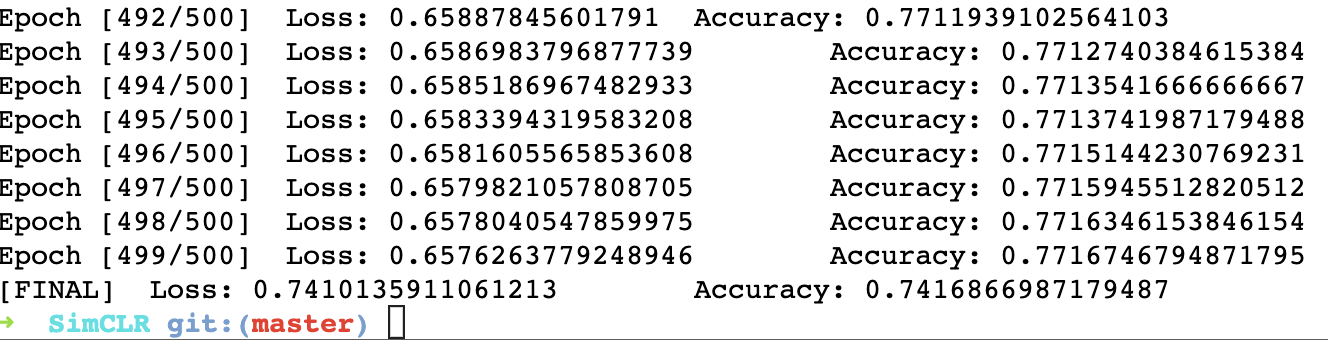 Epoch [492/500] Loss: 0.65887845601791 Accuracy: 0.7711939102564103
Epoch [493/500] Loss: 0.6586983796877739 Accuracy: 0.7712740384615384
Epoch [494/500] Loss: 0.6585186967482933 Accuracy: 0.7713541666666667
Epoch [495/500] Loss: 0.6583394319583208 Accuracy: 0.7713741987179488
Epoch [496/500] Loss: 0.6581605565853608 Accuracy: 0.7715144230769231
Epoch [497/500] Loss: 0.6579821057808705 Accuracy: 0.7715945512820512
Epoch [498/500] Loss: 0.6578040547859975 Accuracy: 0.7716346153846154
Epoch [499/500] Loss: 0.6576263779248946 Accuracy: 0.7716746794871795
[FINAL] Loss: 0.7410135911061213 Accuracy: 0.7416866987179487
→ SimCLR git:(master)